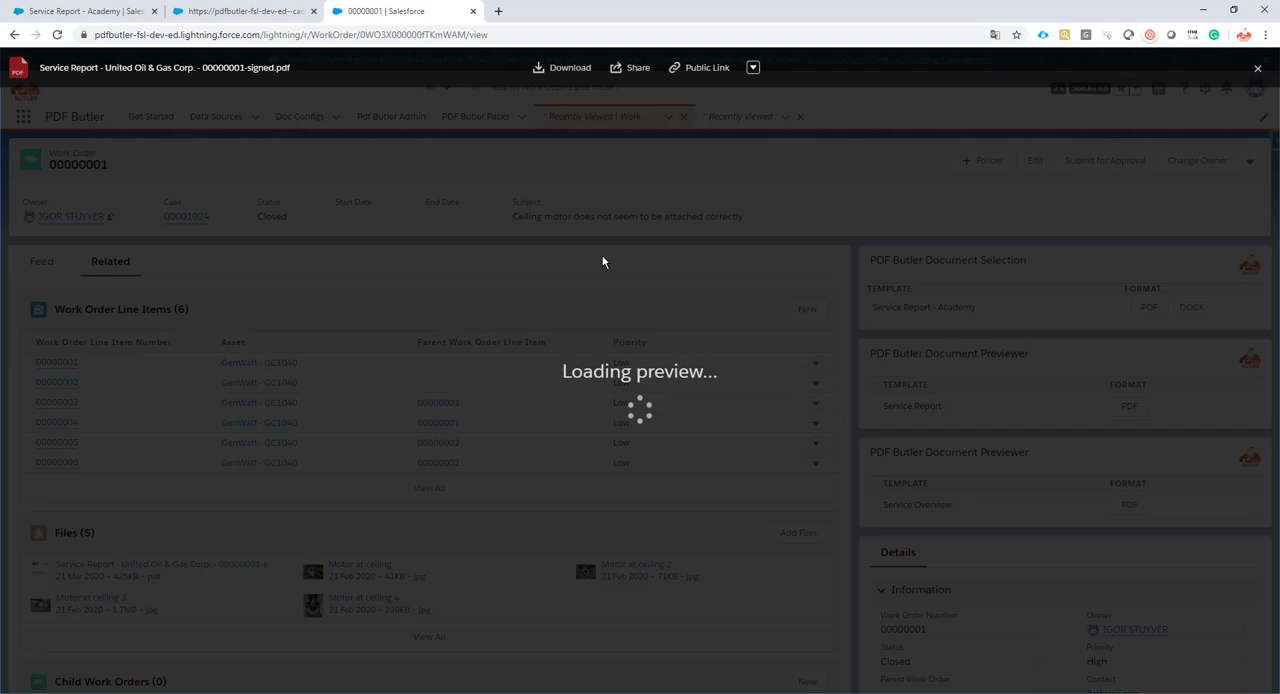 Service Report - Academy | Sales
https://pdfbutler-fsl-dev-ed--ca
00000001 | Salesforce
pdfbutler-fsl-dev-ed.lightning.force.com/lightning/r/WorkOrder/0WO3X000000fTKmWAM/view
PDF
Service Report - United Oil & Gas Corp. - 00000001-signed.pdf
Download
Share
Public Link
PDF Butler
Get Started
Data Sources
Doc Configs
Pdf Butler Admin
PDF Butler Packs
* Recently Viewed | Work
* Recently Viewed
Work Order
00000001
Follow
Edit
Submit for Approval
Change Owner
Owner
Case
Status
Start Date
End Date
Subject
IGOR STUYVER
00001024
Closed
Ceiling motor does not seem to be attached correctly
Feed
Related
Work Order Line Items (6)
New
Work Order Line Item Number
Asset
Parent Work Order Line Item
Priority
00000001
GenWatt - GC1040
Low
00000002
GenWatt - GC1040
Low
00000003
GenWatt - GC1040
00000001
Low
00000004
GenWatt - GC1040
00000001
Low
00000005
GenWatt - GC1040
00000002
Low
00000006
GenWatt - GC1040
00000002
Low
View All
Loading preview...
Files (5)
Add Files
Service Report - United Oil & Gas Corp. - 00000001-s...
21 Mar 2020 • 425KB • pdf
Motor at ceiling
21 Feb 2020 • 41KB • jpg
Motor at ceiling 2
21 Feb 2020 • 71KB • jpg
Motor at ceiling 3
21 Feb 2020 • 1.7MB • jpg
Motor at ceiling 4
21 Feb 2020 • 239KB • jpg
View All
Child Work Orders (0)
New
PDF Butler Document Selection
TEMPLATE
FORMAT
Service Report - Academy
PDF
DOCX
PDF Butler Document Previewer
TEMPLATE
FORMAT
Service Report
PDF
PDF Butler Document Previewer
TEMPLATE
FORMAT
Service Overview
PDF
Details
Information
Work Order Number
00000001
Owner
IGOR STUYVER
Status
Closed
Priority
High
Parent Work Order
Contact